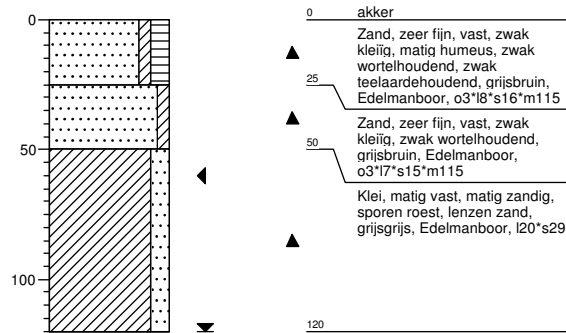 0
50
100
0
akker
Zand, zeer fijn, vast, zwak
kleiïg, matig humeus, zwak
wortelhoudend, zwak
teelaardehoudend, grijsbruin,
Edelmanboor, o3*l8*s16*m115
25
Zand, zeer fijn, vast, zwak
kleiïg, zwak wortelhoudend,
grijsbruin, Edelmanboor,
o3*l7*s15*m115
50
Klei, matig vast, matig zandig,
sporen roest, lenzen zand,
grijsgrijs, Edelmanboor, l20*s29
120